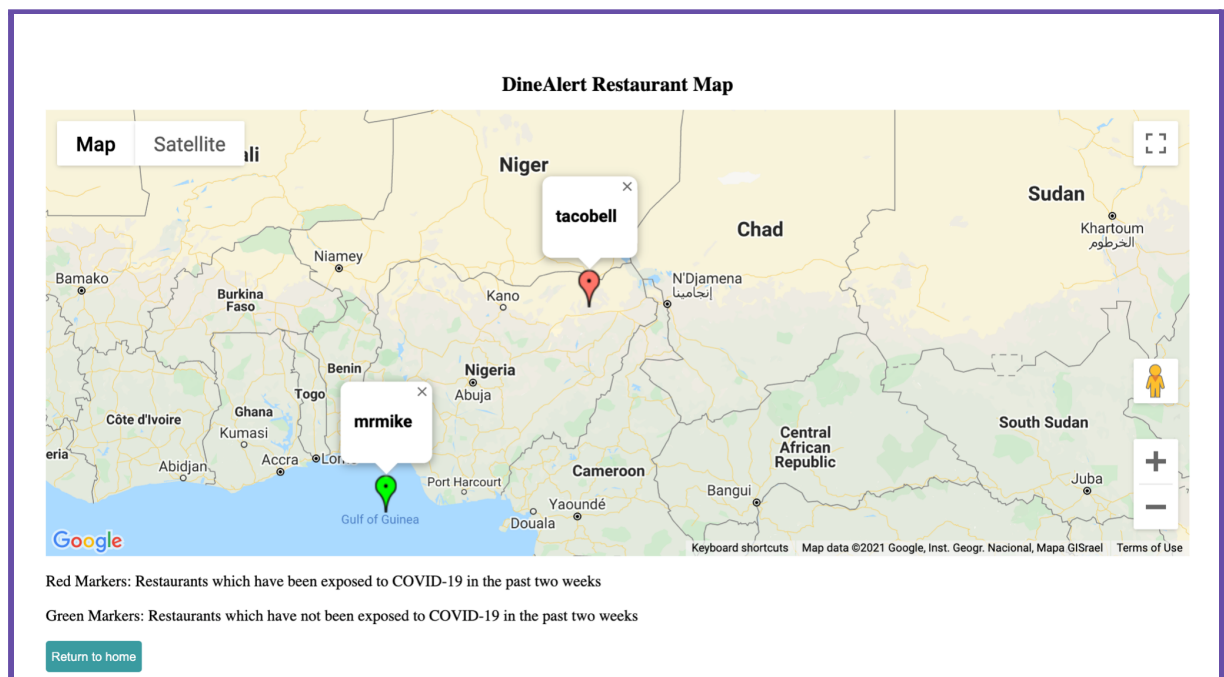 DineAlert Restaurant Map
Map
Satellite
ali
Niger
tacobell
Sudan
Khartoum
الخرطوم
Chad
Niamey
Bamako
Burkina
Faso
Kano
N'Djamena
إنجامينا
Benin
Nigeria
Abuja
Togo
mrmike
Côte d'Ivoire
Ghana
Kumasi
South Sudan
Central
African
Republic
eria
Abidjan
Accra
Lom
Port Harcourt
Cameroon
Bangui
Juba
Yaoundé
Douala
Gulf of Guinea
Google
Keyboard shortcuts
Map data ©2021 Google, Inst. Geogr. Nacional, Mapa GISrael
Terms of Use
Red Markers: Restaurants which have been exposed to COVID-19 in the past two weeks
Green Markers: Restaurants which have not been exposed to COVID-19 in the past two weeks
Return to home